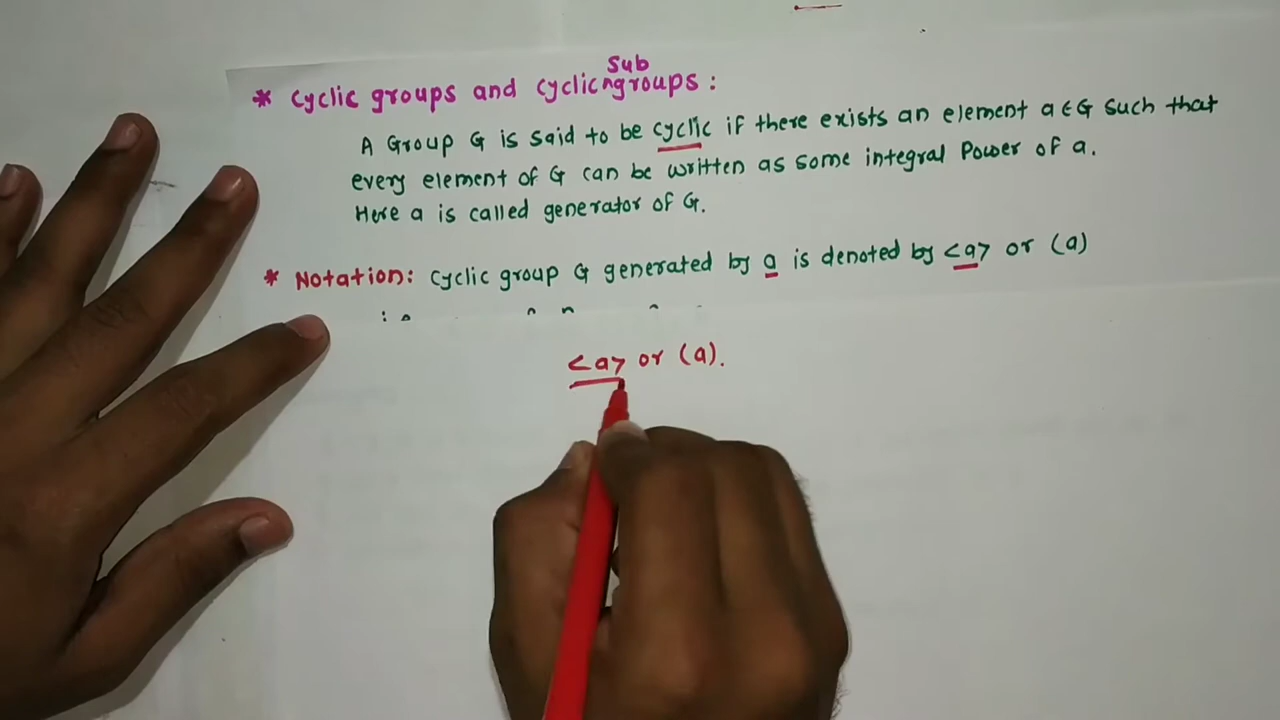 * Cyclic groups and cyclic ^Sub groups :
A Group G is said to be cyclic if there exists an element a∈G such that
every element of G can be written as some integral Power of a.
Here a is called generator of G.
* Notation: Cyclic group G generated by a is denoted by <a> or (a)
<a> or (a).